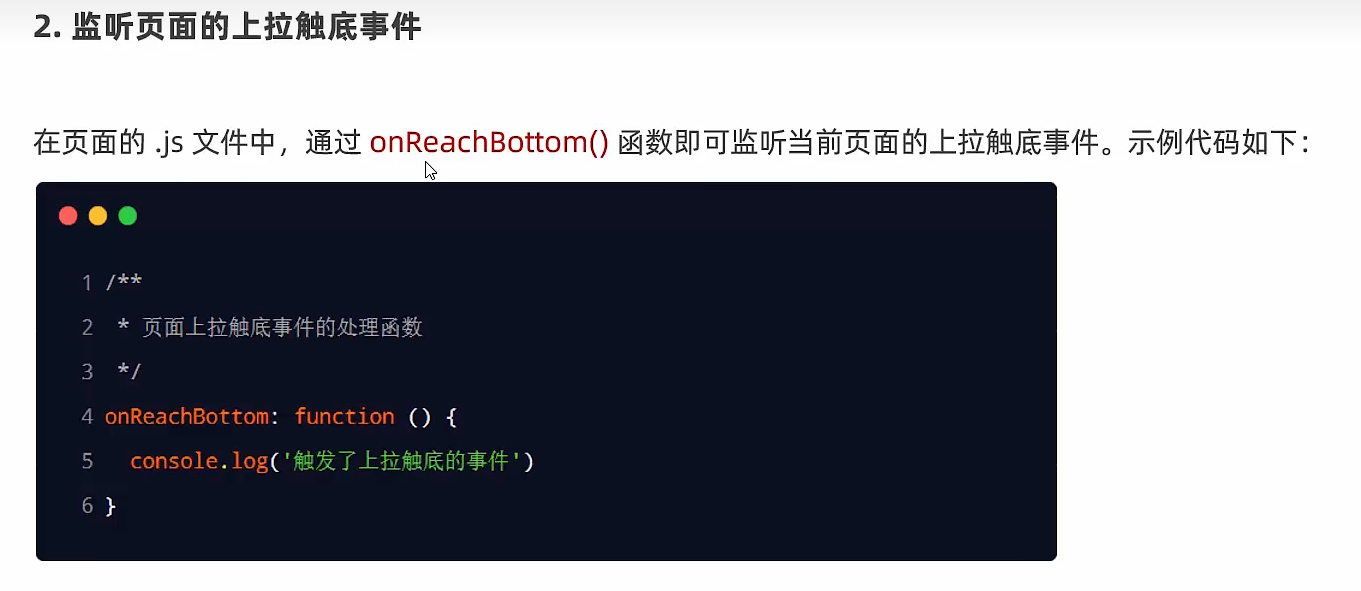 2. 监听页面的上拉触底事件
在页面的 .js 文件中，通过 onReachBottom() 函数即可监听当前页面的上拉触底事件。示例代码如下：
1 /**
2  * 页面上拉触底事件的处理函数
3  */
4 onReachBottom: function () {
5   console.log('触发了上拉触底的事件')
6 }